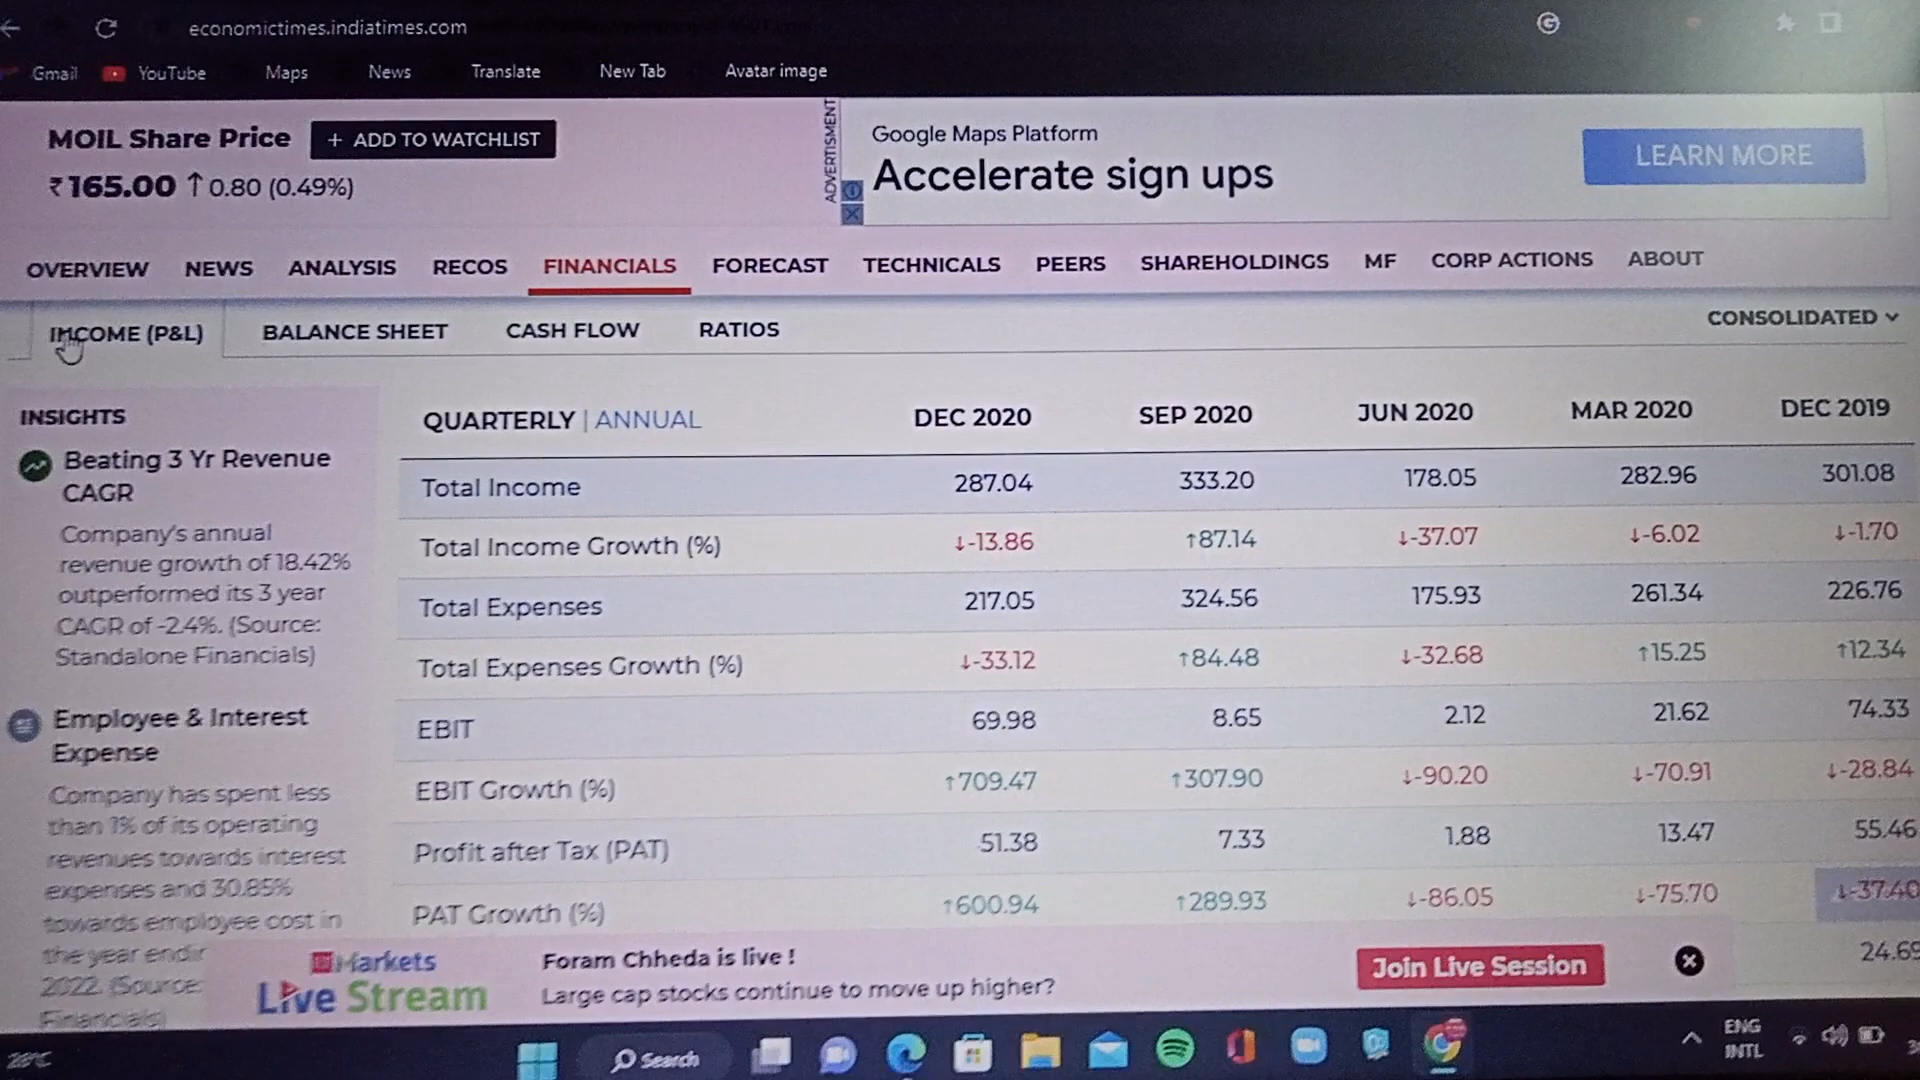 economictimes.indiatimes.com
Gmail YouTube Maps News Translate New Tab Avatar image
MOIL Share Price + ADD TO WATCHLIST
₹165.00 ↑0.80 (0.49%)
ADVERTISMENT
Google Maps Platform
Accelerate sign ups
LEARN MORE
OVERVIEW NEWS ANALYSIS RECOS FINANCIALS FORECAST TECHNICALS PEERS SHAREHOLDINGS MF CORP ACTIONS ABOUT
INCOME (P&L) BALANCE SHEET CASH FLOW RATIOS CONSOLIDATED
INSIGHTS
Beating 3 Yr Revenue
CAGR
Company's annual
revenue growth of 18.42%
outperformed its 3 year
CAGR of -2.4%. (Source:
Standalone Financials)
Employee & Interest
Expense
Company has spent less
than 1% of its operating
revenues towards interest
expenses and 30.85%
towards employee cost in
the year endin
2022. (Source:
Financials)
QUARTERLY | ANNUAL DEC 2020 SEP 2020 JUN 2020 MAR 2020 DEC 2019
Total Income 287.04 333.20 178.05 282.96 301.08
Total Income Growth (%) ↓-13.86 ↑87.14 ↓-37.07 ↓-6.02 ↓-1.70
Total Expenses 217.05 324.56 175.93 261.34 226.76
Total Expenses Growth (%) ↓-33.12 ↑84.48 ↓-32.68 ↑15.25 ↑12.34
EBIT 69.98 8.65 2.12 21.62 74.33
EBIT Growth (%) ↑709.47 ↑307.90 ↓-90.20 ↓-70.91 ↓-28.84
Profit after Tax (PAT) 51.38 7.33 1.88 13.47 55.46
PAT Growth (%) ↑600.94 ↑289.93 ↓-86.05 ↓-75.70 ↓-37.40
24.69
Markets
Live Stream
Foram Chheda is live !
Large cap stocks continue to move up higher?
Join Live Session
28°C
Search
ENG
INTL